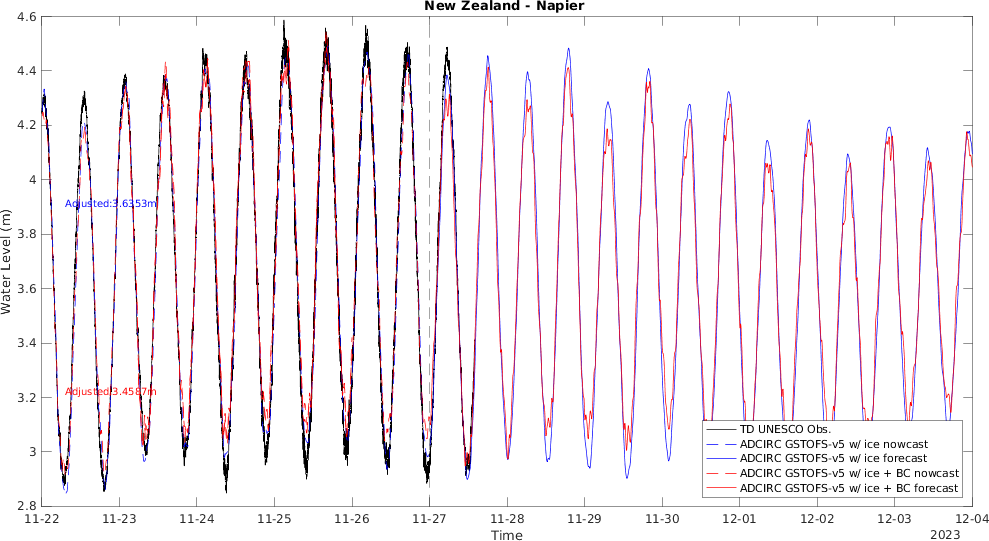 New Zealand - Napier
4.6
4.4
4.2
4
3.8
3.6
3.4
3.2
3
2.8
Water Level (m)
Adjusted:3.6353m
Adjusted:3.4587m
TD UNESCO Obs.
ADCIRC GSTOFS-v5 w/ ice nowcast
ADCIRC GSTOFS-v5 w/ ice forecast
ADCIRC GSTOFS-v5 w/ ice + BC nowcast
ADCIRC GSTOFS-v5 w/ ice + BC forecast
11-22 11-23 11-24 11-25 11-26 11-27 11-28 11-29 11-30 12-01 12-02 12-03 12-04
Time
2023